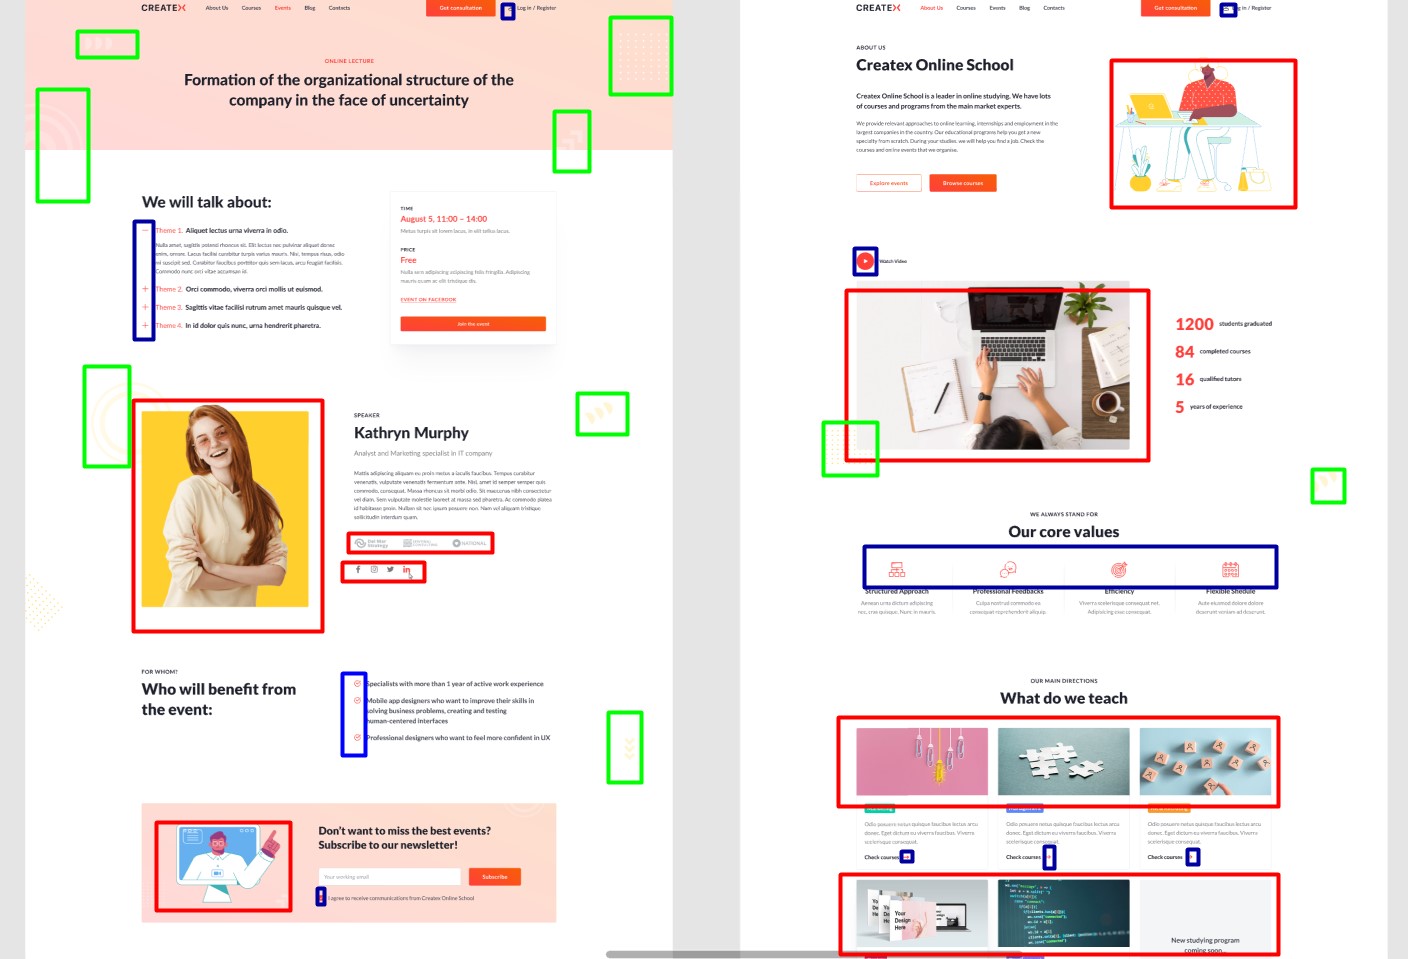 CREATEX
About Us
Courses
Events
Blog
Contacts
Get consultation
Log in / Register
ONLINE LECTURE
Formation of the organizational structure of the
company in the face of uncertainty
We will talk about:
Theme 1. Aliquet lectus urna viverra in odio.
Nulla amet, sagittis potenti rhoncus sit. Elit lectus nec pulvinar aliquet donec
enim, ornare. Lacus facilisi curabitur turpis varius mauris. Nisi, tempus risus, odio
mi suscipit sed. Curabitur porttitor quis sem lacus, arcu feugiat facilisis.
Commodo nunc orci vitae accumsan id.
Theme 2. Orci commodo, viverra orci mollis ut euismod.
Theme 3. Sagittis vitae facilisi rutrum amet mauris quisque vel.
Theme 4. In id dolor quis nunc, urna hendrerit pharetra.
TIME
August 5, 11:00 – 14:00
Metus turpis sit lorem lacus, in elit tellus lacus.
PRICE
Free
Nulla sem adipiscing adipiscing felis fringilla. Adipiscing
mauris quam ac elit tristique dis.
EVENT ON FACEBOOK
Join the event
SPEAKER
Kathryn Murphy
Analyst and Marketing specialist in IT company
Mattis adipiscing aliquam eu proin metus a iaculis faucibus. Tempus curabitur
venenatis, vulputate venenatis fermentum ante. Nisl, amet id semper semper quis
commodo, consequat. Massa rhoncus sit morbi odio. Sit maecenas nibh consectetur
vel diam. Sem vulputate molestie laoreet at massa sed pharetra. Ac commodo platea
id habitasse proin. Nullam sit nec ipsum posuere non. Nam vel aliquam tristique
sollicitudin interdum quam.
Del Mar
Strategy
NATIONAL
FOR WHOM?
Who will benefit from
the event:
Specialists with more than 1 year of active work experience
Mobile app designers who want to improve their skills in
solving business problems, creating and testing
human-centered interfaces
Professional designers who want to feel more confident in UX
Don’t want to miss the best events?
Subscribe to our newsletter!
Your working email
Subscribe
I agree to receive communications from Createx Online School
CREATEX
About Us
Courses
Events
Blog
Contacts
Get consultation
in / Register
ABOUT US
Createx Online School
Createx Online School is a leader in online studying. We have lots
of courses and programs from the main market experts.
We provide relevant approaches to online learning, internships and employment in the
largest companies in the country. Our educational programs help you get a new
specialty from scratch. During your studies, we will help you find a job. Check the
courses and online events that we organise.
Explore events
Browse courses
Watch Video
1200 students graduated
84 completed courses
16 qualified tutors
5 years of experience
WE ALWAYS STAND FOR
Our core values
Structured Approach
Aenean urna dictum adipiscing
nec, cras quisque. Nunc in mauris.
Professional Feedbacks
Culpa nostrud commodo ea
consequat reprehenderit aliquip.
Efficiency
Viverra scelerisque consequat net.
Adipiscing cras consequat.
Flexible Shedule
Aute eiusmod dolore dolore
deserunt veniam ad deserunt.
OUR MAIN DIRECTIONS
What do we teach
Odio posuere netus quisque faucibus lectus arcu
donec. Eget dictum eu viverra faucibus. Viverra
scelerisque consequat.
Check courses
Odio posuere netus quisque faucibus lectus arcu
donec. Eget dictum eu viverra faucibus. Viverra
scelerisque consequat.
Check courses
Odio posuere netus quisque faucibus lectus arcu
donec. Eget dictum eu viverra faucibus. Viverra
scelerisque consequat.
Check courses
Your
Design
Here
New studying program
coming soon...